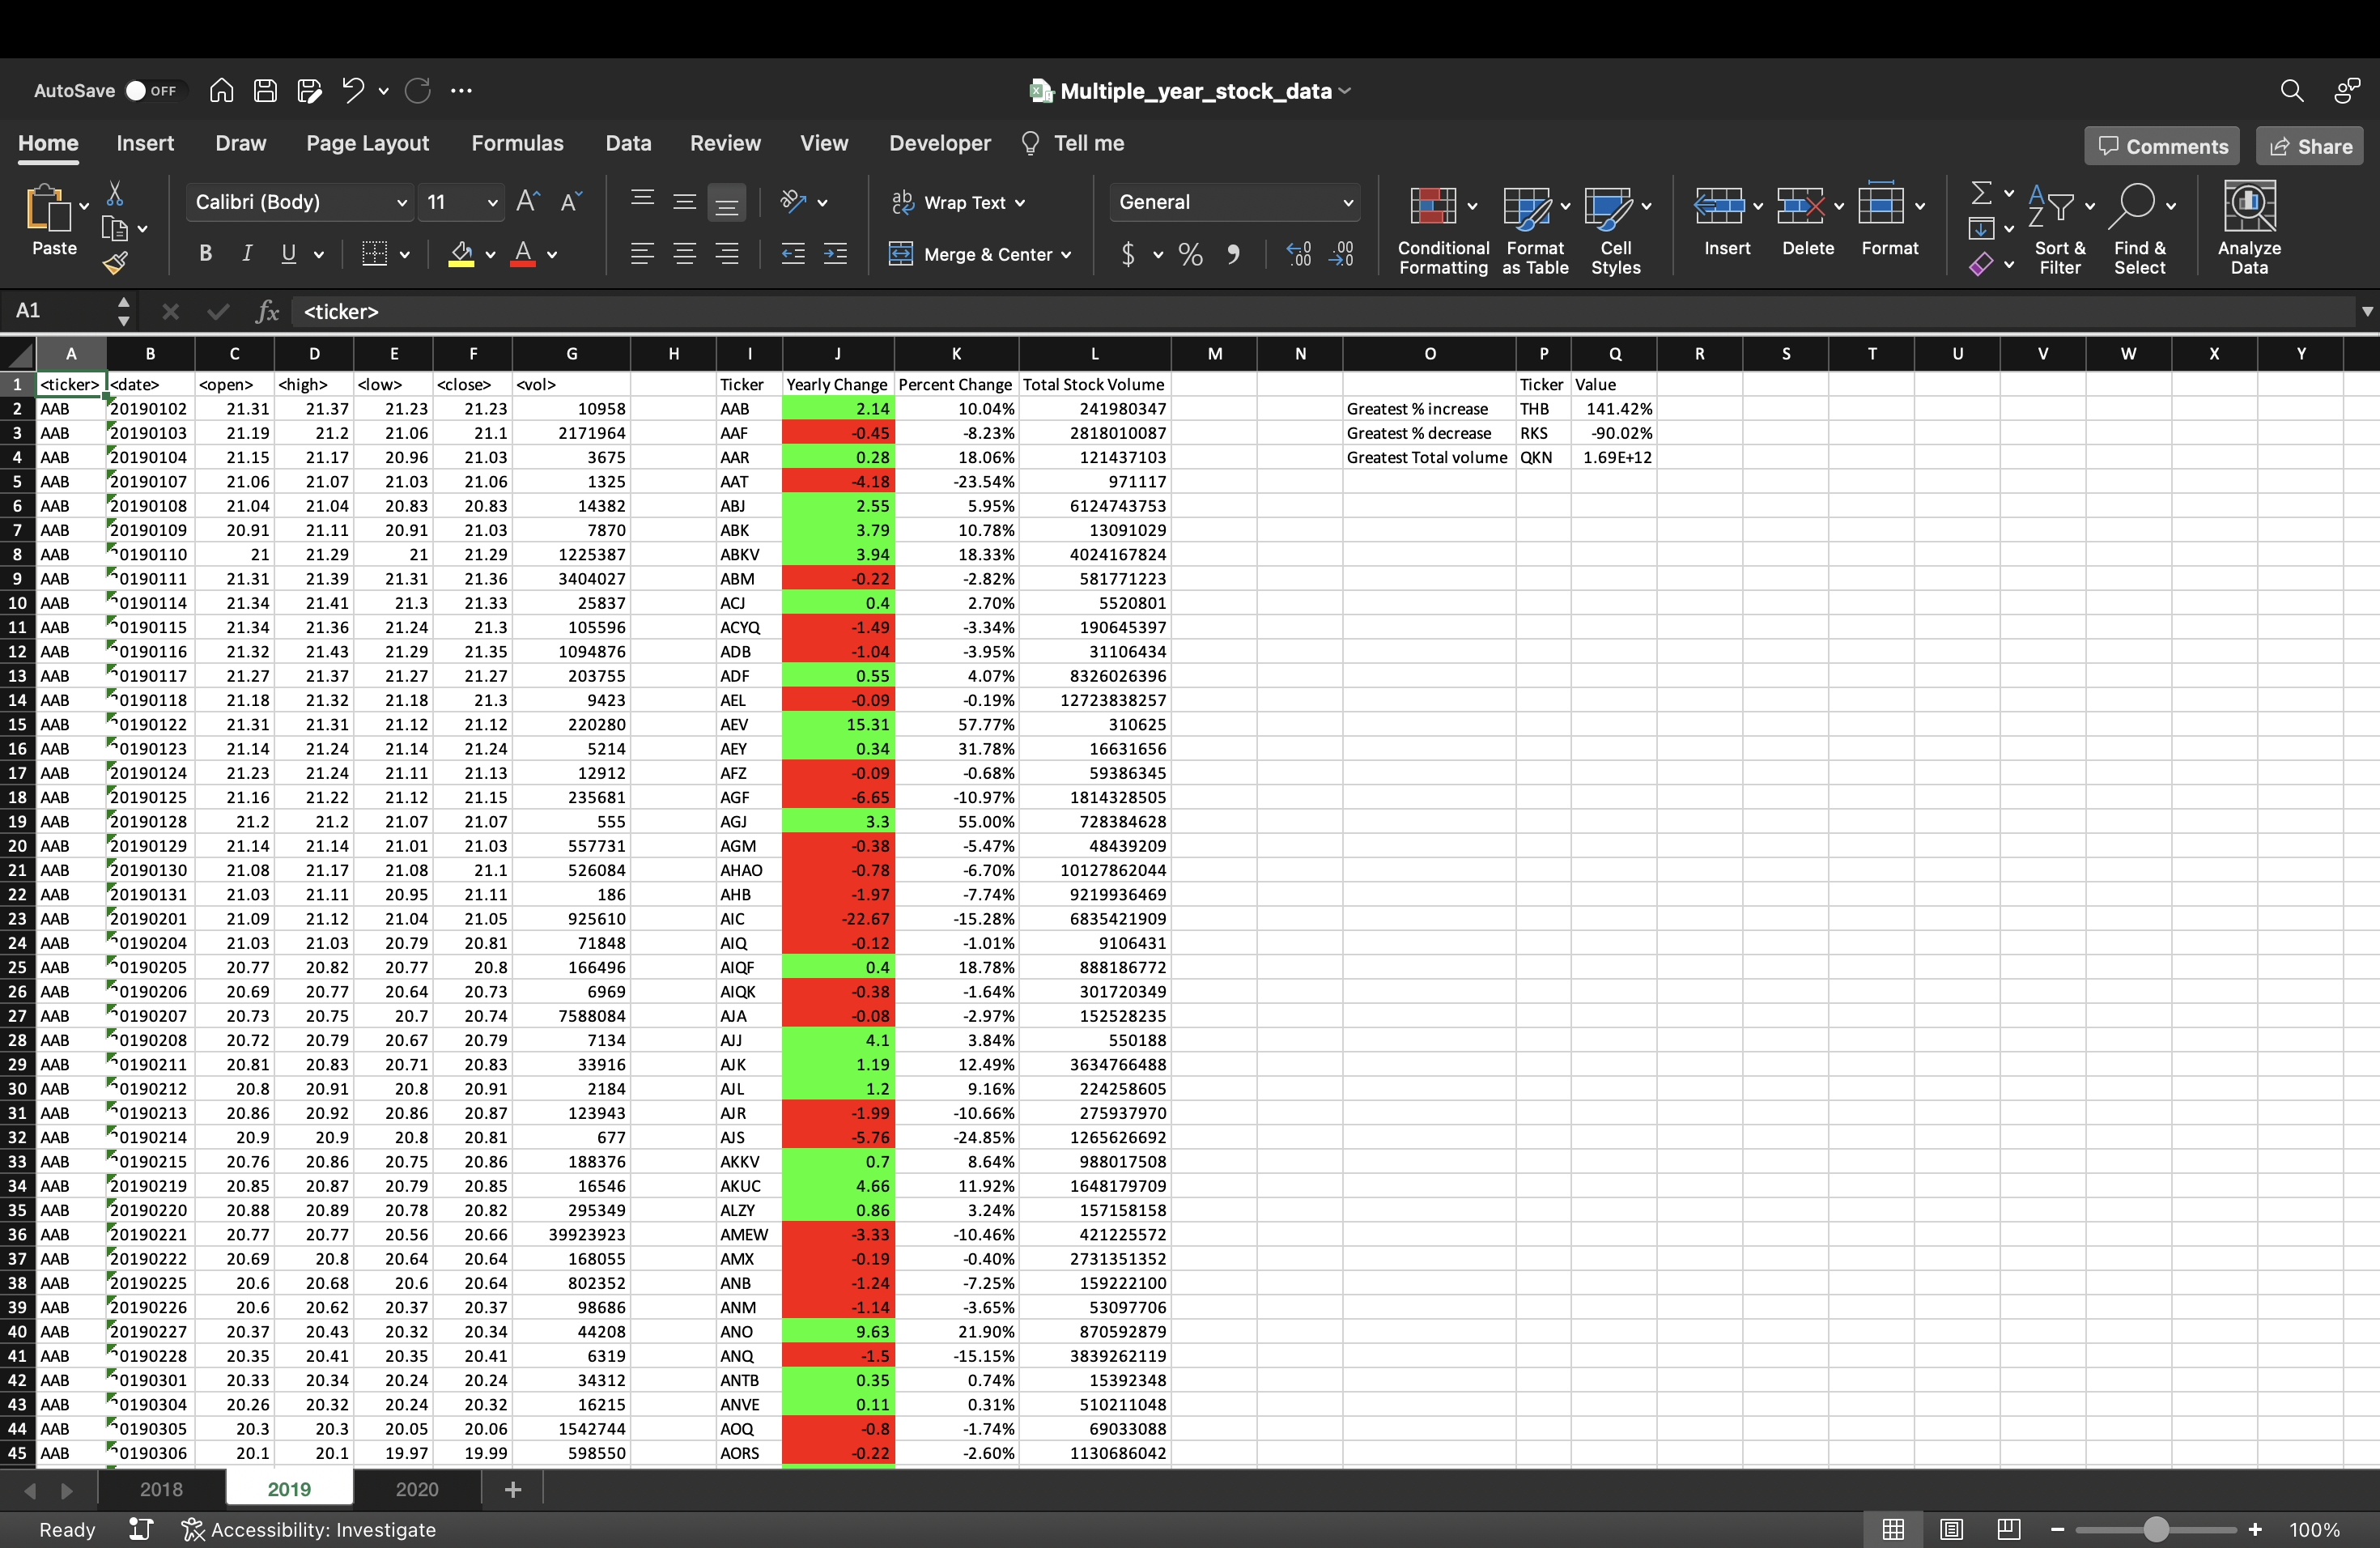 AutoSave OFF Multiple_year_stock_data
Home Insert Draw Page Layout Formulas Data Review View Developer Tell me Comments Share
Paste Calibri (Body) 11 Wrap Text General Conditional Formatting Format as Table Cell Styles Insert Delete Format Sort & Filter Find & Select Analyze Data
B I U Merge & Center
A1 fx <ticker>
A B C D E F G H I J K L M N O P Q R S T U V W X Y
1 <ticker> <date> <open> <high> <low> <close> <vol> Ticker Yearly Change Percent Change Total Stock Volume Ticker Value
2 AAB 20190102 21.31 21.37 21.23 21.23 10958 AAB 2.14 10.04% 241980347 Greatest % increase THB 141.42%
3 AAB 20190103 21.19 21.2 21.06 21.1 2171964 AAF -0.45 -8.23% 2818010087 Greatest % decrease RKS -90.02%
4 AAB 20190104 21.15 21.17 20.96 21.03 3675 AAR 0.28 18.06% 121437103 Greatest Total volume QKN 1.69E+12
5 AAB 20190107 21.06 21.07 21.03 21.06 1325 AAT -4.18 -23.54% 971117
6 AAB 20190108 21.04 21.04 20.83 20.83 14382 ABJ 2.55 5.95% 6124743753
7 AAB 20190109 20.91 21.11 20.91 21.03 7870 ABK 3.79 10.78% 13091029
8 AAB 20190110 21 21.29 21 21.29 1225387 ABKV 3.94 18.33% 4024167824
9 AAB 20190111 21.31 21.39 21.31 21.36 3404027 ABM -0.22 -2.82% 581771223
10 AAB 20190114 21.34 21.41 21.3 21.33 25837 ACJ 0.4 2.70% 5520801
11 AAB 20190115 21.34 21.36 21.24 21.3 105596 ACYQ -1.49 -3.34% 190645397
12 AAB 20190116 21.32 21.43 21.29 21.35 1094876 ADB -1.04 -3.95% 31106434
13 AAB 20190117 21.27 21.37 21.27 21.27 203755 ADF 0.55 4.07% 8326026396
14 AAB 20190118 21.18 21.32 21.18 21.3 9423 AEL -0.09 -0.19% 12723838257
15 AAB 20190122 21.31 21.31 21.12 21.12 220280 AEV 15.31 57.77% 310625
16 AAB 20190123 21.14 21.24 21.14 21.24 5214 AEY 0.34 31.78% 16631656
17 AAB 20190124 21.23 21.24 21.11 21.13 12912 AFZ -0.09 -0.68% 59386345
18 AAB 20190125 21.16 21.22 21.12 21.15 235681 AGF -6.65 -10.97% 1814328505
19 AAB 20190128 21.2 21.2 21.07 21.07 555 AGJ 3.3 55.00% 728384628
20 AAB 20190129 21.14 21.14 21.01 21.03 557731 AGM -0.38 -5.47% 48439209
21 AAB 20190130 21.08 21.17 21.08 21.1 526084 AHAO -0.78 -6.70% 10127862044
22 AAB 20190131 21.03 21.11 20.95 21.11 186 AHB -1.97 -7.74% 9219936469
23 AAB 20190201 21.09 21.12 21.04 21.05 925610 AIC -22.67 -15.28% 6835421909
24 AAB 20190204 21.03 21.03 20.79 20.81 71848 AIQ -0.12 -1.01% 9106431
25 AAB 20190205 20.77 20.82 20.77 20.8 166496 AIQF 0.4 18.78% 888186772
26 AAB 20190206 20.69 20.77 20.64 20.73 6969 AIQK -0.38 -1.64% 301720349
27 AAB 20190207 20.73 20.75 20.7 20.74 7588084 AJA -0.08 -2.97% 152528235
28 AAB 20190208 20.72 20.79 20.67 20.79 7134 AJJ 4.1 3.84% 550188
29 AAB 20190211 20.81 20.83 20.71 20.83 33916 AJK 1.19 12.49% 3634766488
30 AAB 20190212 20.8 20.91 20.8 20.91 2184 AJL 1.2 9.16% 224258605
31 AAB 20190213 20.86 20.92 20.86 20.87 123943 AJR -1.99 -10.66% 275937970
32 AAB 20190214 20.9 20.9 20.8 20.81 677 AJS -5.76 -24.85% 1265626692
33 AAB 20190215 20.76 20.86 20.75 20.86 188376 AKKV 0.7 8.64% 988017508
34 AAB 20190219 20.85 20.87 20.79 20.85 16546 AKUC 4.66 11.92% 1648179709
35 AAB 20190220 20.88 20.89 20.78 20.82 295349 ALZY 0.86 3.24% 157158158
36 AAB 20190221 20.77 20.77 20.56 20.66 39923923 AMEW -3.33 -10.46% 421225572
37 AAB 20190222 20.69 20.8 20.64 20.64 168055 AMX -0.19 -0.40% 2731351352
38 AAB 20190225 20.6 20.68 20.6 20.64 802352 ANB -1.24 -7.25% 159222100
39 AAB 20190226 20.6 20.62 20.37 20.37 98686 ANM -1.14 -3.65% 53097706
40 AAB 20190227 20.37 20.43 20.32 20.34 44208 ANO 9.63 21.90% 870592879
41 AAB 20190228 20.35 20.41 20.35 20.41 6319 ANQ -1.5 -15.15% 3839262119
42 AAB 20190301 20.33 20.34 20.24 20.24 34312 ANTB 0.35 0.74% 15392348
43 AAB 20190304 20.26 20.32 20.24 20.32 16215 ANVE 0.11 0.31% 510211048
44 AAB 20190305 20.3 20.3 20.05 20.06 1542744 AOQ -0.8 -1.74% 69033088
45 AAB 20190306 20.1 20.1 19.97 19.99 598550 AORS -0.22 -2.60% 1130686042
2018 2019 2020
Ready Accessibility: Investigate 100%